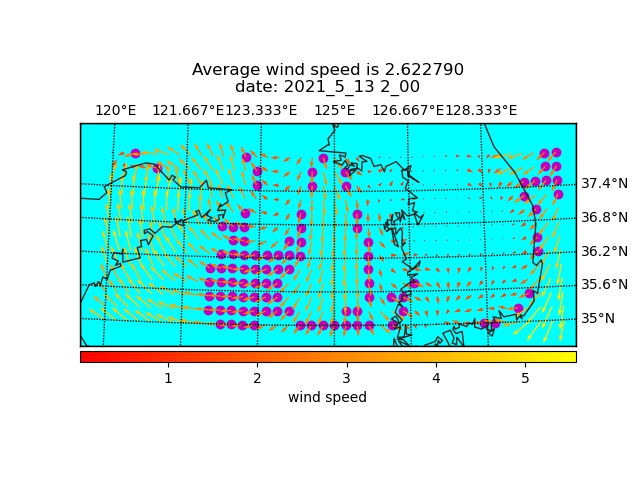 Average wind speed is 2.622790
date: 2021_5_13 2_00
120°E 121.667°E 123.333°E 125°E 126.667°E 128.333°E
37.4°N
36.8°N
36.2°N
35.6°N
35°N
1 2 3 4 5
wind speed